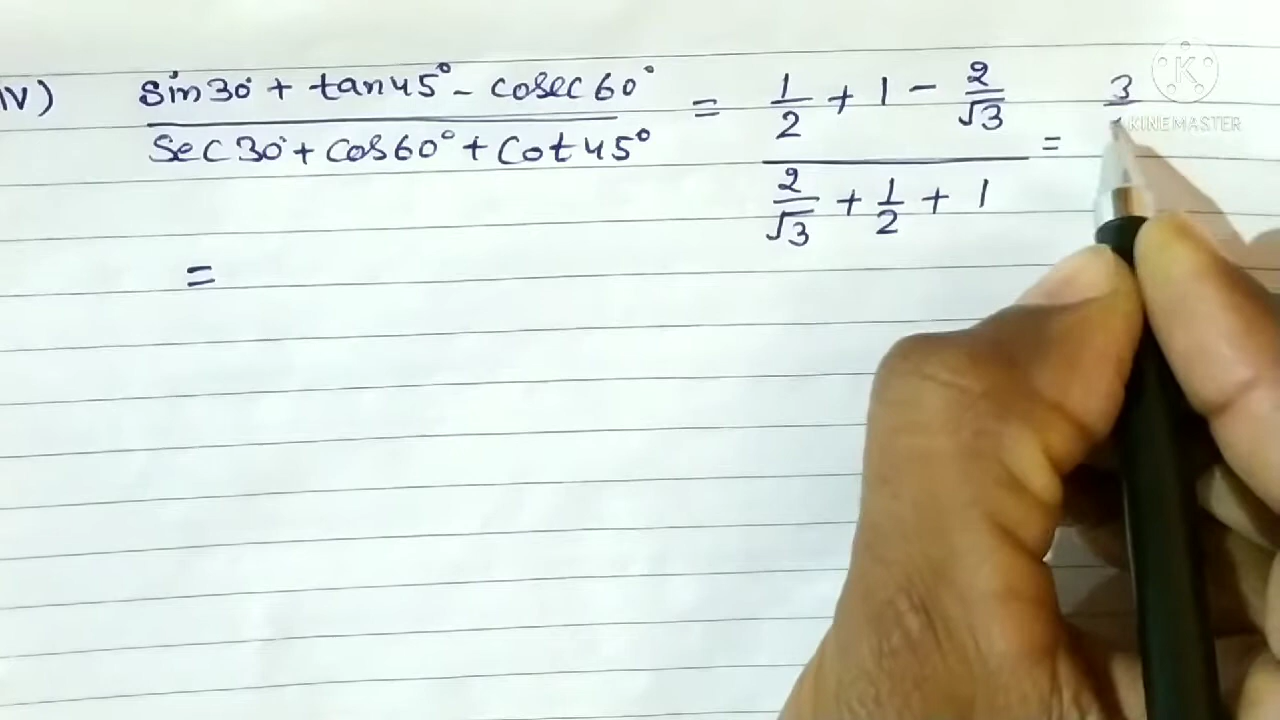 IV) sin30° + tan45° - cosec60° / sec30° + cos60° + cot45° = 1/2 + 1 - 2/√3 / 2/√3 + 1/2 + 1 = 3
=
KINEMASTER